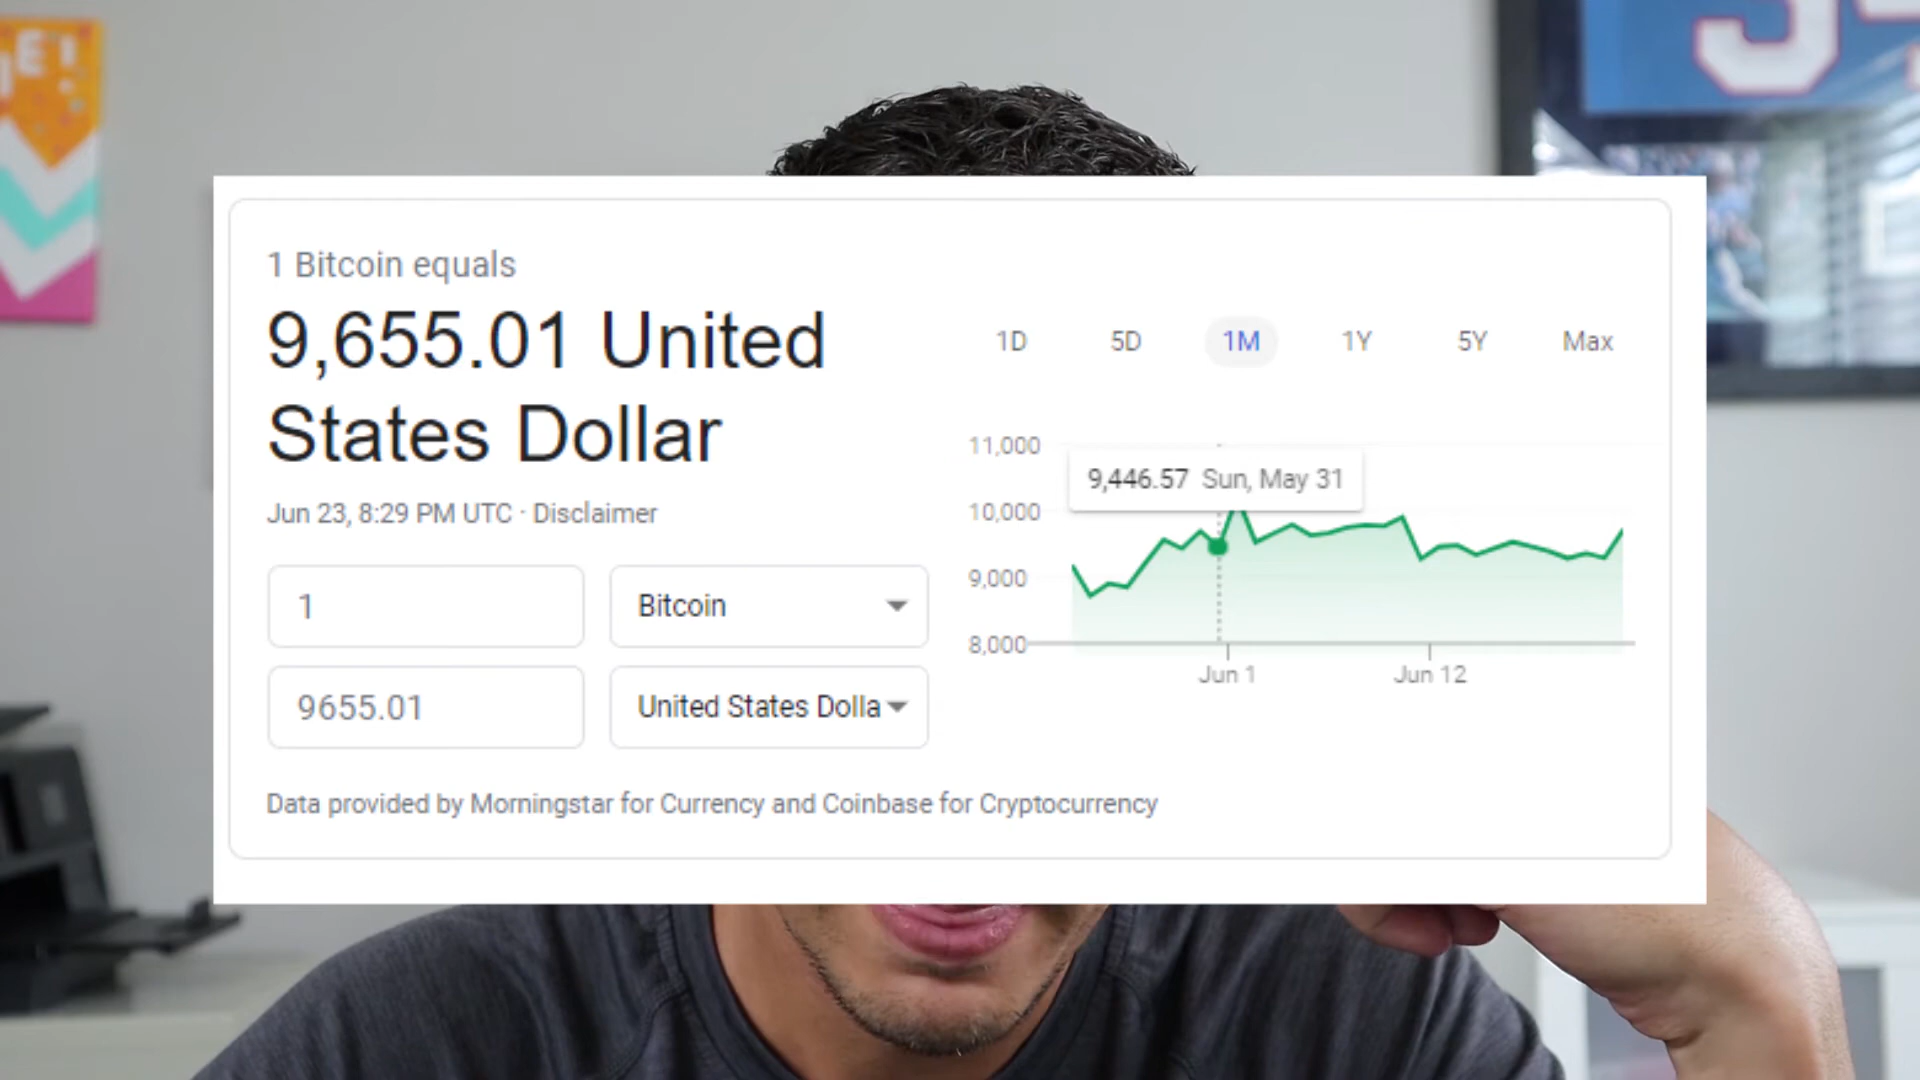 E!
1 Bitcoin equals
9,655.01 United
States Dollar
Jun 23, 8:29 PM UTC · Disclaimer
1
Bitcoin
9655.01
United States Dolla
1D 5D 1M 1Y 5Y Max
11,000
9,446.57 Sun, May 31
10,000
9,000
8,000
Jun 1 Jun 12
Data provided by Morningstar for Currency and Coinbase for Cryptocurrency